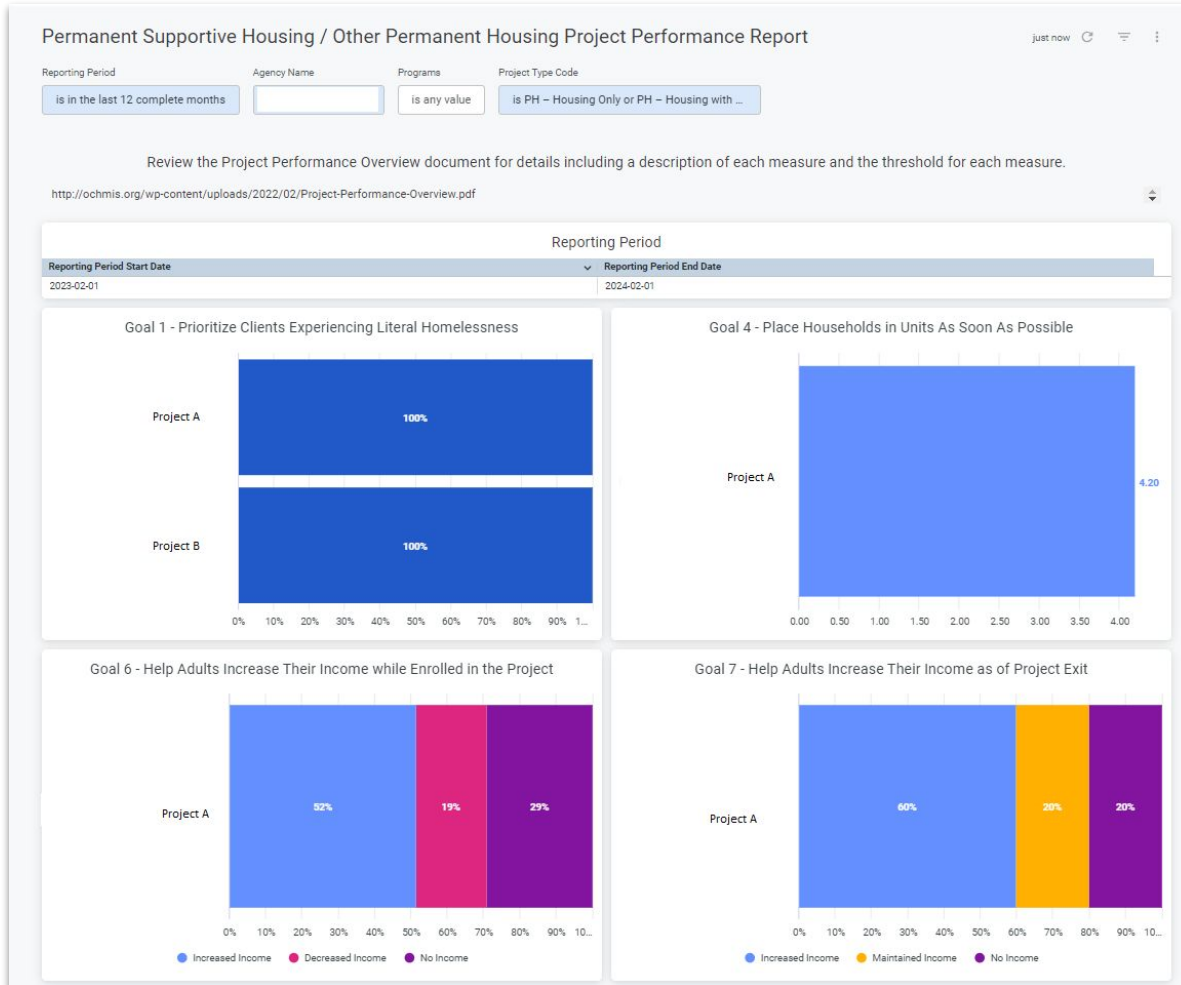 Permanent Supportive Housing / Other Permanent Housing Project Performance Report
just now
Reporting Period
Agency Name
Programs
Project Type Code
is in the last 12 complete months
is any value
is PH – Housing Only or PH – Housing with ...
Review the Project Performance Overview document for details including a description of each measure and the threshold for each measure.
http://ochmis.org/wp-content/uploads/2022/02/Project-Performance-Overview.pdf
Reporting Period
Reporting Period Start Date
Reporting Period End Date
2023-02-01
2024-02-01
Goal 1 - Prioritize Clients Experiencing Literal Homelessness
Project A
100%
Project B
100%
0% 10% 20% 30% 40% 50% 60% 70% 80% 90% 1...
Goal 4 - Place Households in Units As Soon As Possible
Project A
4.20
0.00 0.50 1.00 1.50 2.00 2.50 3.00 3.50 4.00
Goal 6 - Help Adults Increase Their Income while Enrolled in the Project
Project A
52% 19% 29%
0% 10% 20% 30% 40% 50% 60% 70% 80% 90% 10...
Increased Income Decreased Income No Income
Goal 7 - Help Adults Increase Their Income as of Project Exit
Project A
60% 20% 20%
0% 10% 20% 30% 40% 50% 60% 70% 80% 90% 10...
Increased Income Maintained Income No Income